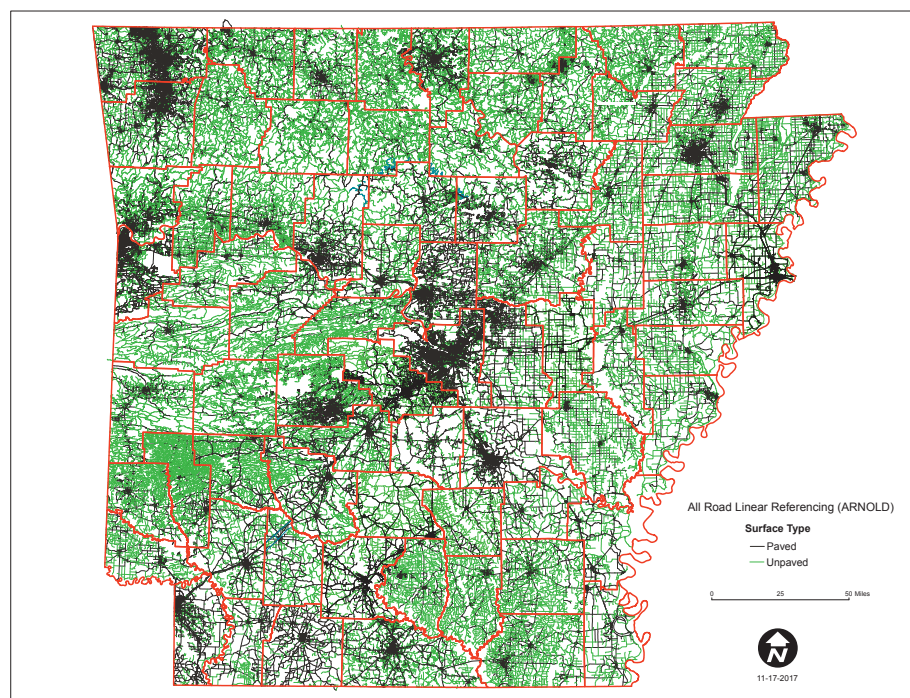 All Road Linear Referencing (ARNOLD)
Surface Type
Paved
Unpaved
0 25 50 Miles
N
11-17-2017